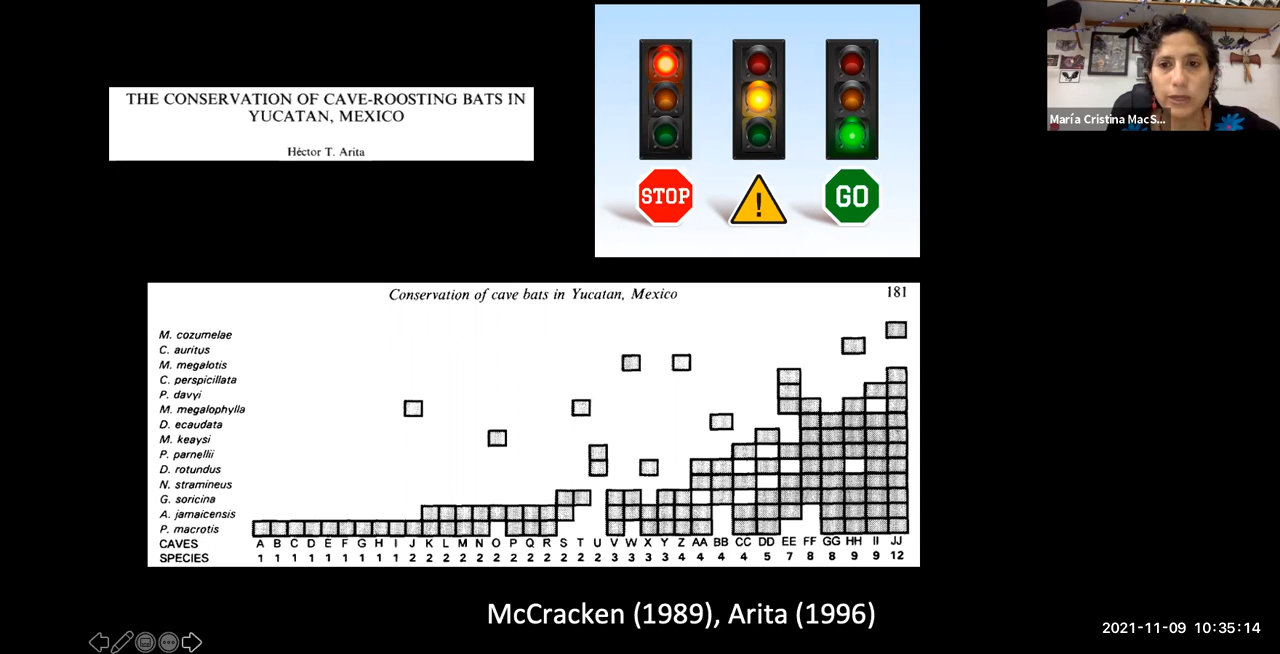 THE CONSERVATION OF CAVE-ROOSTING BATS IN
YUCATAN, MEXICO
Héctor T. Arita
STOP
!
GO
María Cristina MacS...
Conservation of cave bats in Yucatan, Mexico
181
M. cozumelae
C. auritus
M. megalotis
C. perspicillata
P. davyi
M. megalophylla
D. ecaudata
M. keaysi
P. parnellii
D. rotundus
N. stramineus
G. soricina
A. jamaicensis
P. macrotis
CAVES A B C D E F G H I J K L M N O P Q R S T U V W X Y Z AA BB CC DD EE FF GG HH II JJ
SPECIES 1 1 1 1 1 1 1 1 1 2 2 2 2 2 2 2 2 2 2 2 2 3 3 3 3 4 4 4 4 5 7 8 8 9 9 12
McCracken (1989), Arita (1996)
2021-11-09 10:35:14